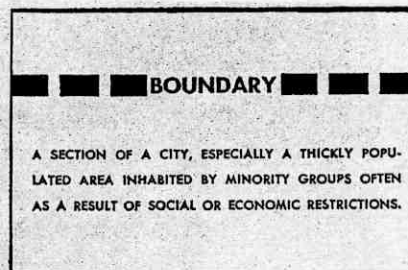 BOUNDARY
A SECTION OF A CITY, ESPECIALLY A THICKLY POPU-
LATED AREA INHABITED BY MINORITY GROUPS OFTEN
AS A RESULT OF SOCIAL OR ECONOMIC RESTRICTIONS.